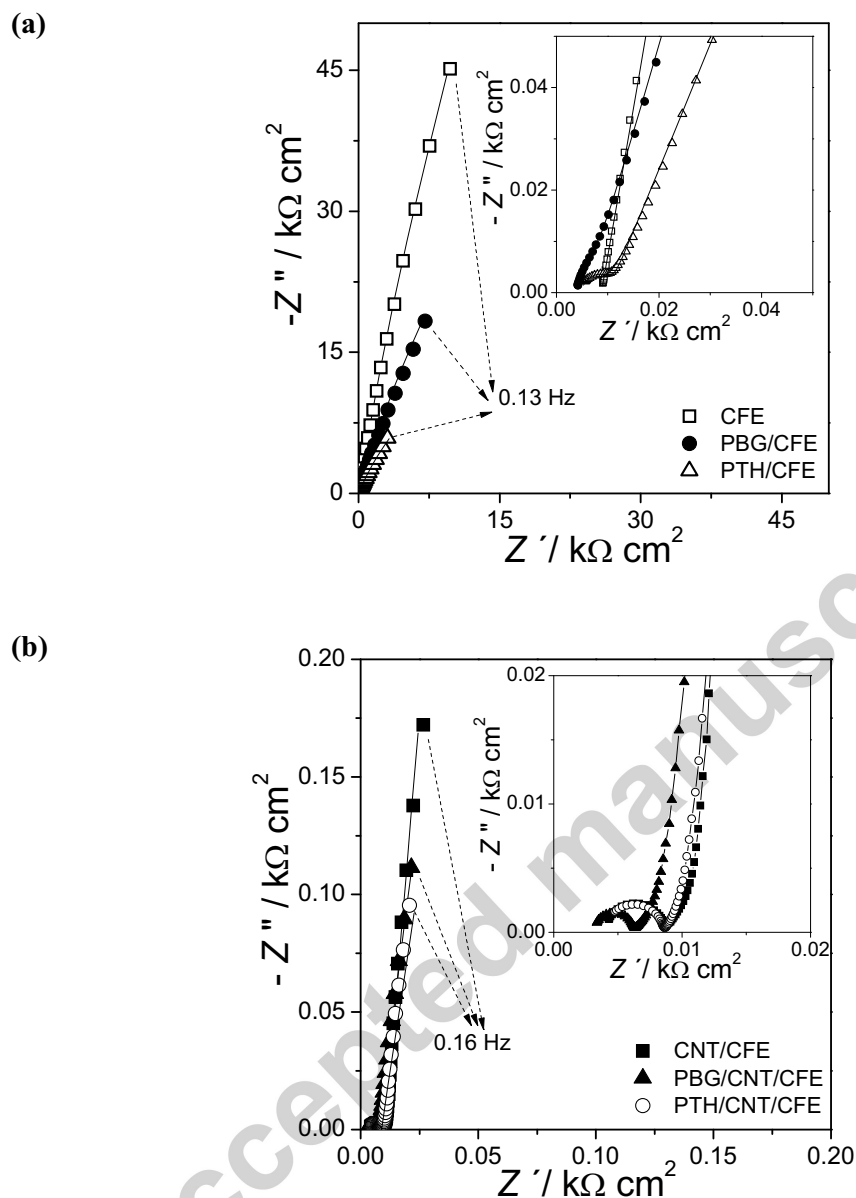 (a)
45
30
15
0
0
15
30
45
-Z " / kΩ cm²
Z ´/ kΩ cm²
0.04
0.02
0.00
0.00
0.02
0.04
- Z " / kΩ cm²
Z ´/ kΩ cm²
0.13 Hz
CFE
PBG/CFE
PTH/CFE
(b)
0.20
0.15
0.10
0.05
0.00
0.00
0.05
0.10
0.15
0.20
- Z " / kΩ cm²
Z ´/ kΩ cm²
0.02
0.01
0.00
0.00
0.01
0.02
- Z " / kΩ cm²
Z ´/ kΩ cm²
0.16 Hz
CNT/CFE
PBG/CNT/CFE
PTH/CNT/CFE
ccepted manusc